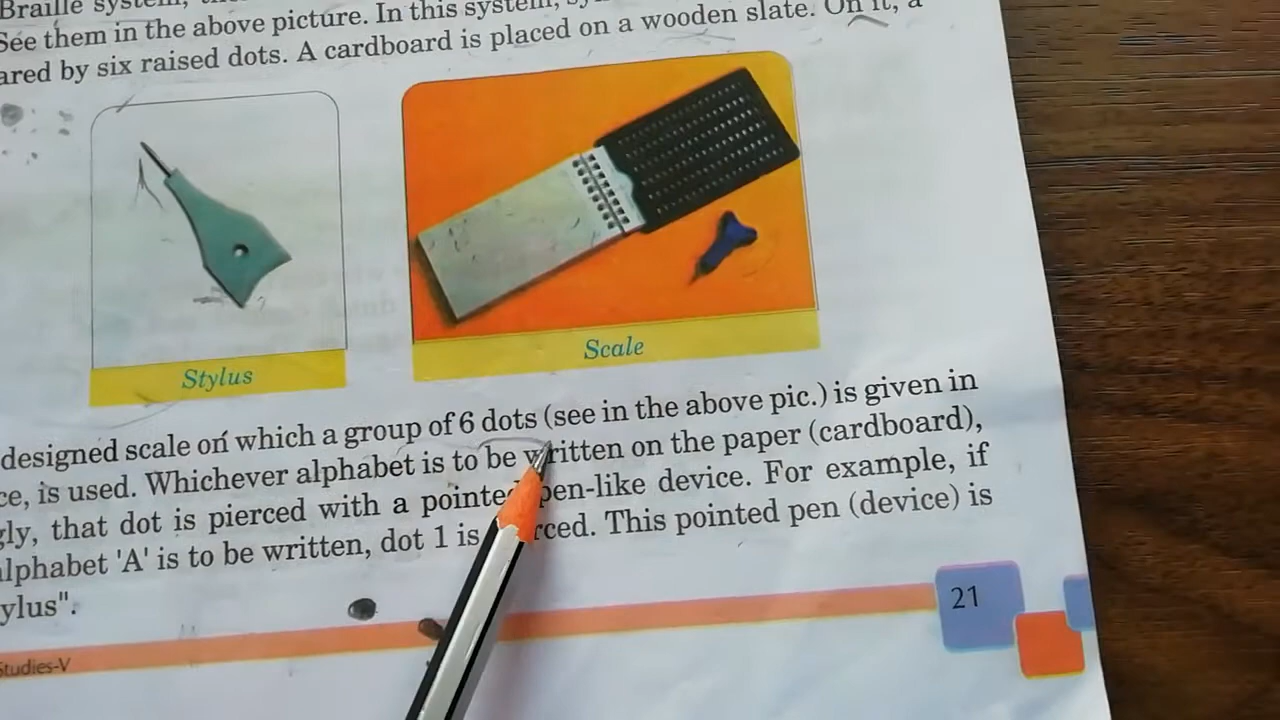 Braille system,
See them in the above picture. In this system,
ared by six raised dots. A cardboard is placed on a wooden slate. On it, a
Stylus
Scale
designed scale on which a group of 6 dots (see in the above pic.) is given in
ce, is used. Whichever alphabet is to be written on the paper (cardboard),
gly, that dot is pierced with a pointed pen-like device. For example, if
alphabet 'A' is to be written, dot 1 is rced. This pointed pen (device) is
ylus".
21
Studies-V